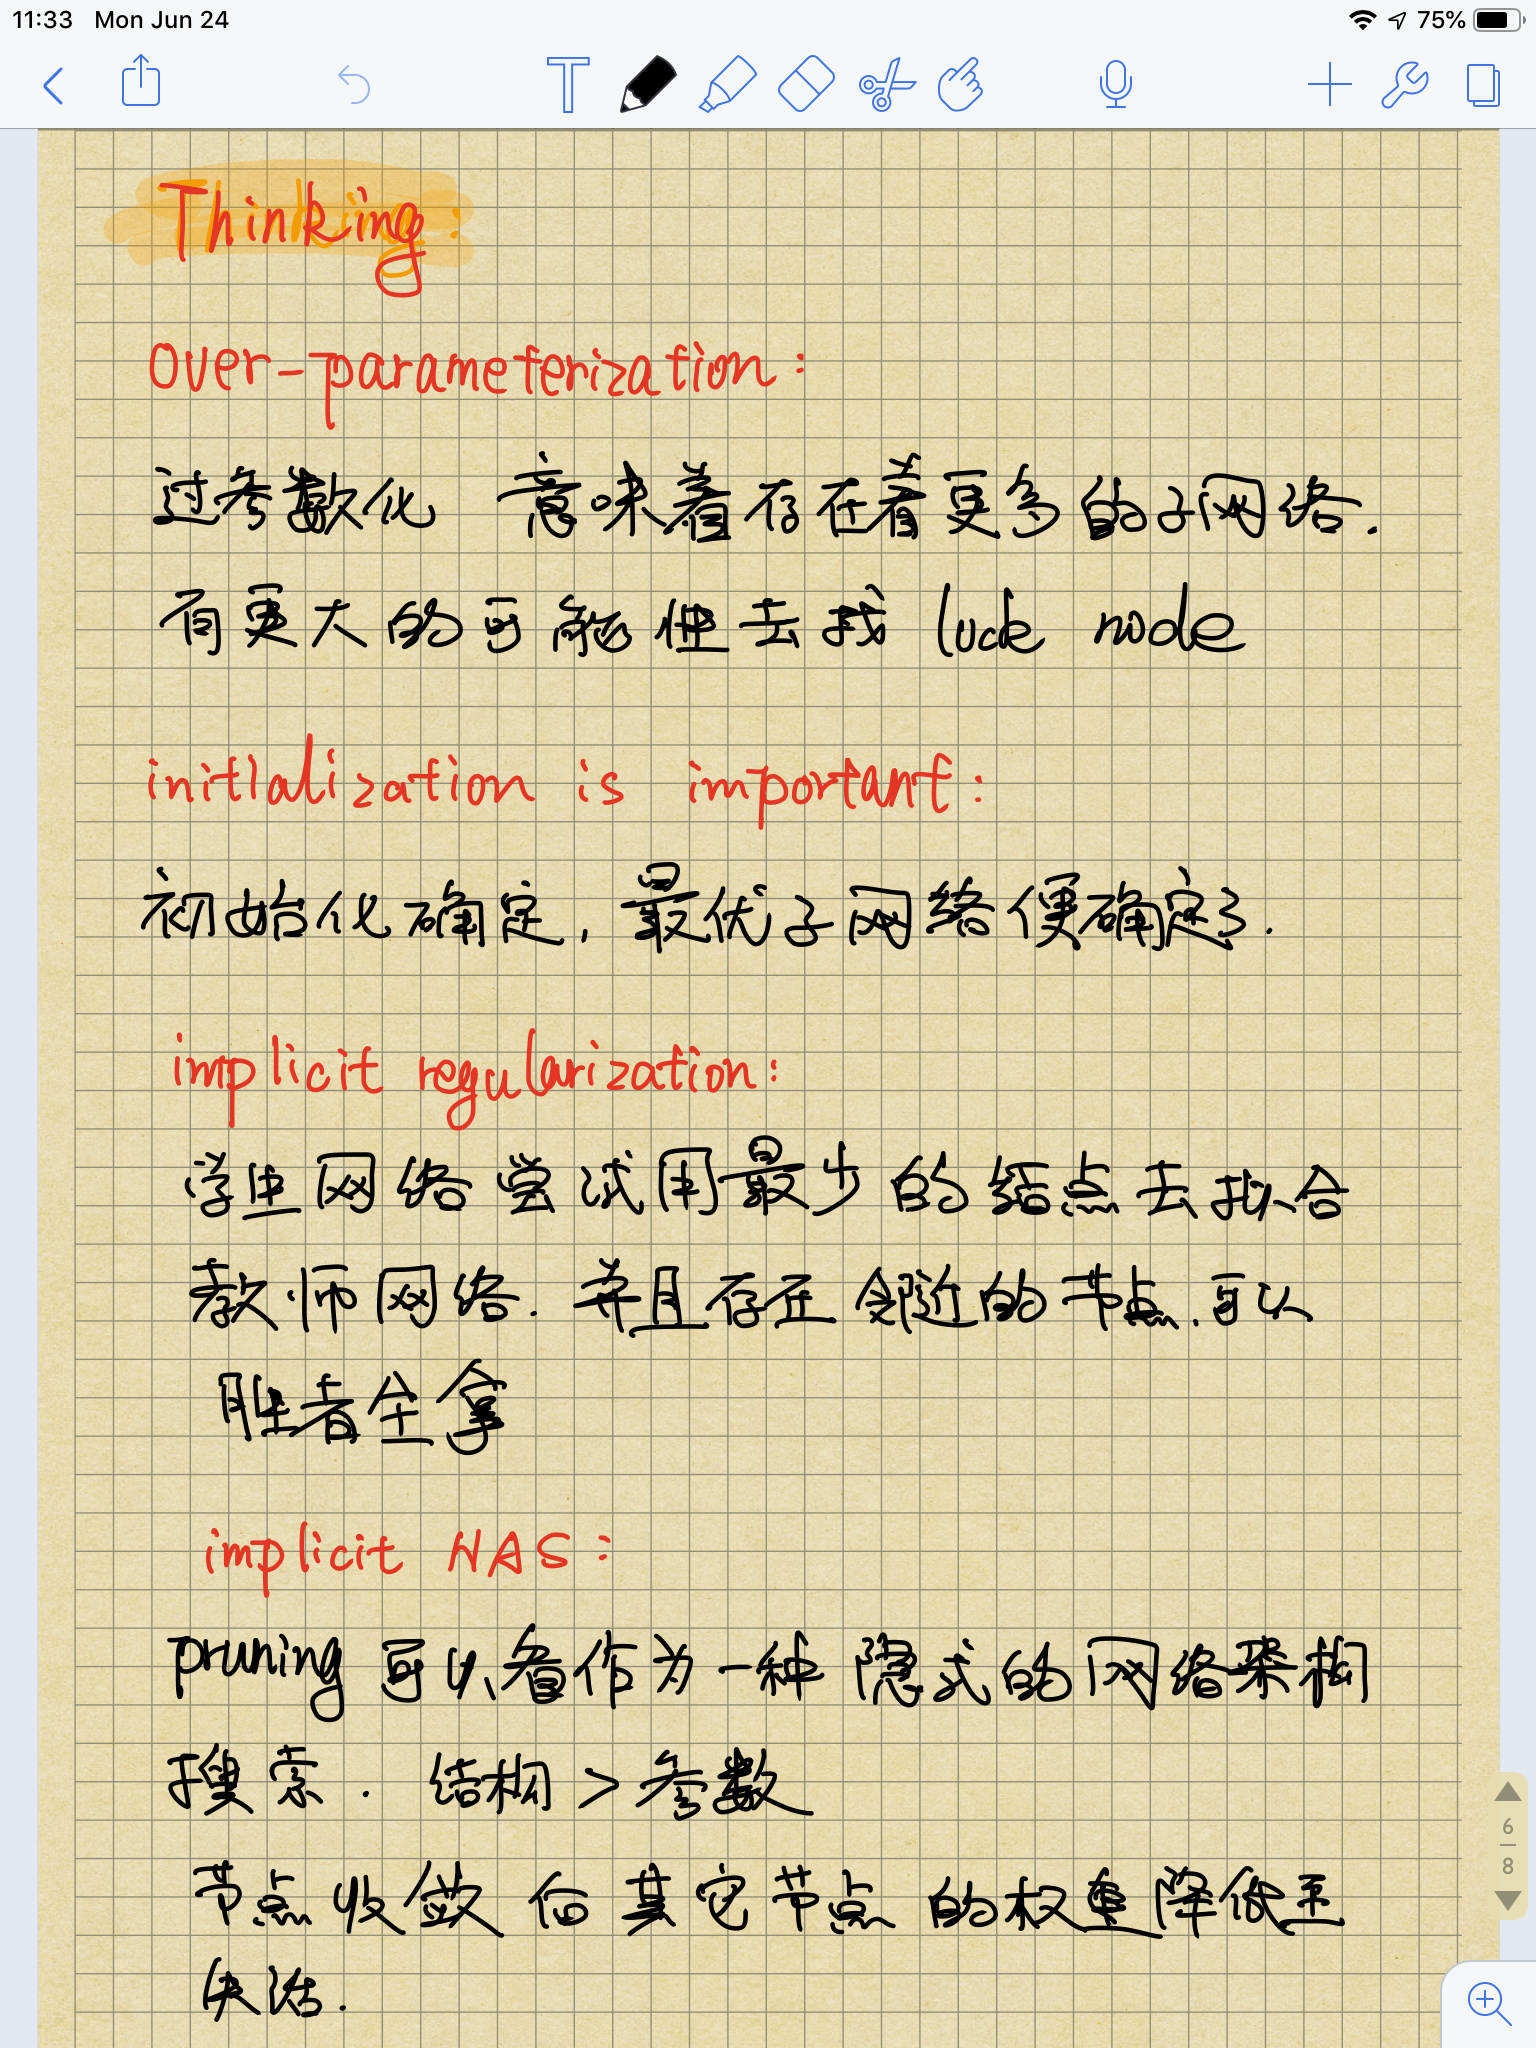 11:33 Mon Jun 24 75%
T
Thinking:
Over-parameterization:
过参数化 意味着存在着更多的子网络.
有更大的可能性去找 luck node
initialization is important:
初始化确定, 最优子网络便确定了.
implicit regularization:
学生网络尝试用最少的结点去拟合
教师网络. 并且存在邻近的节点.可以
胜者全拿
implicit NAS:
pruning 可以看作为一种 隐式的网络架构
搜索. 结构 > 参数
6
8
节点收敛 后其它节点 的权重降低至
失活.